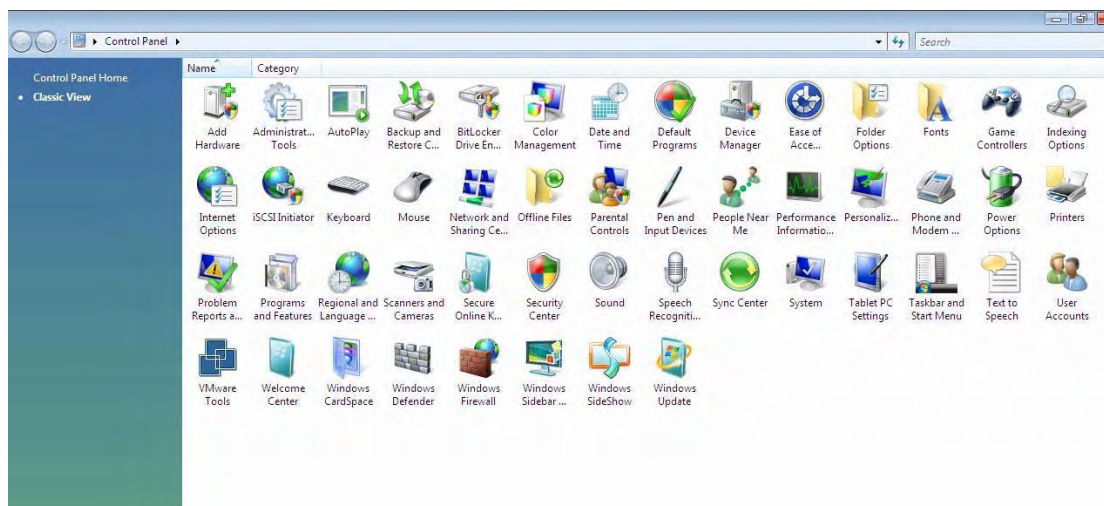 Control Panel
Search
Control Panel Home
Classic View
Name Category
Add Hardware
Administrat... Tools
AutoPlay
Backup and Restore C...
BitLocker Drive En...
Color Management
Date and Time
Default Programs
Device Manager
Ease of Acce...
Folder Options
Fonts
Game Controllers
Indexing Options
Internet Options
iSCSI Initiator
Keyboard
Mouse
Network and Sharing Ce...
Offline Files
Parental Controls
Pen and Input Devices
People Near Me
Performance Informatio...
Personaliz...
Phone and Modem ...
Power Options
Printers
Problem Reports a...
Programs and Features
Regional and Language ...
Scanners and Cameras
Secure Online K...
Security Center
Sound
Speech Recogniti...
Sync Center
System
Tablet PC Settings
Taskbar and Start Menu
Text to Speech
User Accounts
VMware Tools
Welcome Center
Windows CardSpace
Windows Defender
Windows Firewall
Windows Sidebar ...
Windows SideShow
Windows Update